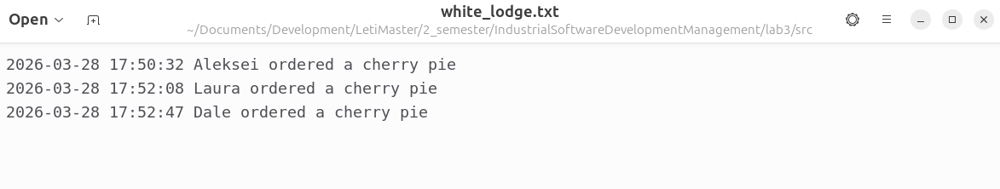 Open
white_lodge.txt
~/Documents/Development/LetiMaster/2_semester/IndustrialSoftwareDevelopmentManagement/lab3/src
2026-03-28 17:50:32 Aleksei ordered a cherry pie
2026-03-28 17:52:08 Laura ordered a cherry pie
2026-03-28 17:52:47 Dale ordered a cherry pie